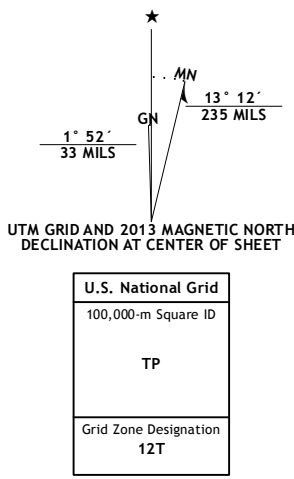 ★
MN
GN
13° 12´
235 MILS
1° 52´
33 MILS
UTM GRID AND 2013 MAGNETIC NORTH
DECLINATION AT CENTER OF SHEET
U.S. National Grid
100,000-m Square ID
TP
Grid Zone Designation
12T